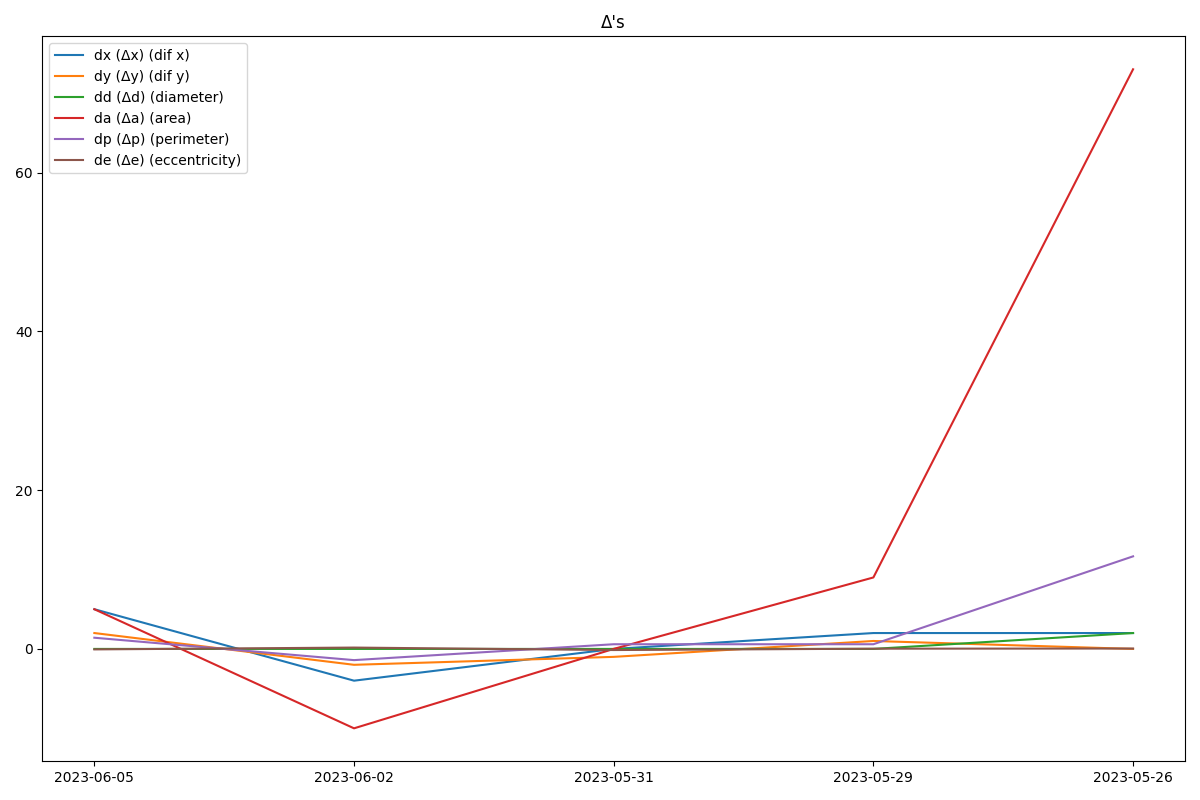 Δ's
dx (Δx) (dif x)
dy (Δy) (dif y)
dd (Δd) (diameter)
da (Δa) (area)
dp (Δp) (perimeter)
de (Δe) (eccentricity)
60
40
20
0
2023-06-05 2023-06-02 2023-05-31 2023-05-29 2023-05-26